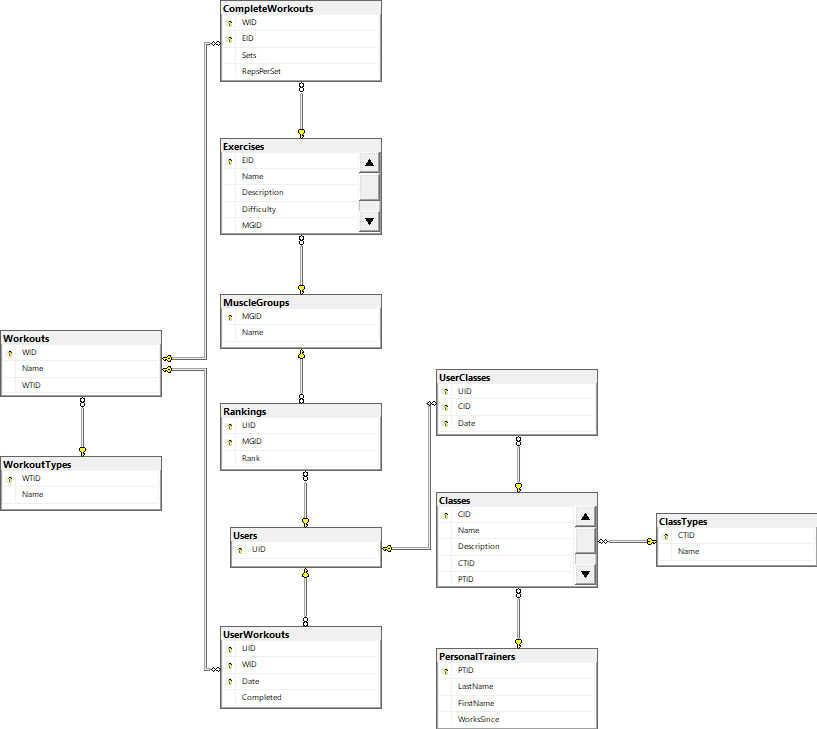 CompleteWorkouts
WID
EID
Sets
RepsPerSet
Exercises
EID
Name
Description
Difficulty
MGID
MuscleGroups
MGID
Name
Workouts
WID
Name
WTID
WorkoutTypes
WTID
Name
Rankings
UID
MGID
Rank
Users
UID
UserWorkouts
UID
WID
Date
Completed
UserClasses
UID
CID
Date
Classes
CID
Name
Description
CTID
PTID
ClassTypes
CTID
Name
PersonalTrainers
PTID
LastName
FirstName
WorksSince